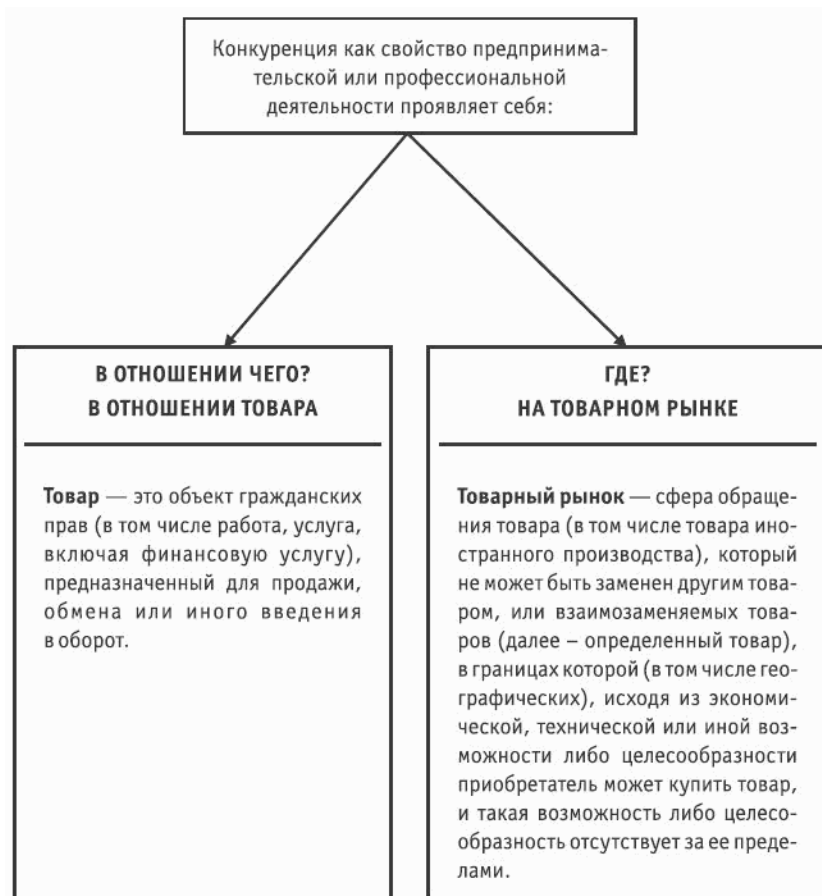 Конкуренция как свойство предпринима-
тельской или профессиональной
деятельности проявляет себя:
В ОТНОШЕНИИ ЧЕГО?
В ОТНОШЕНИИ ТОВАРА
Товар — это объект гражданских
прав (в том числе работа, услуга,
включая финансовую услугу),
предназначенный для продажи,
обмена или иного введения
в оборот.
ГДЕ?
НА ТОВАРНОМ РЫНКЕ
Товарный рынок — сфера обраще-
ния товара (в том числе товара ино-
странного производства), который
не может быть заменен другим това-
ром, или взаимозаменяемых това-
ров (далее – определенный товар),
в границах которой (в том числе гео-
графических), исходя из экономи-
ческой, технической или иной воз-
можности либо целесообразности
приобретатель может купить товар,
и такая возможность либо целесо-
образность отсутствует за ее преде-
лами.